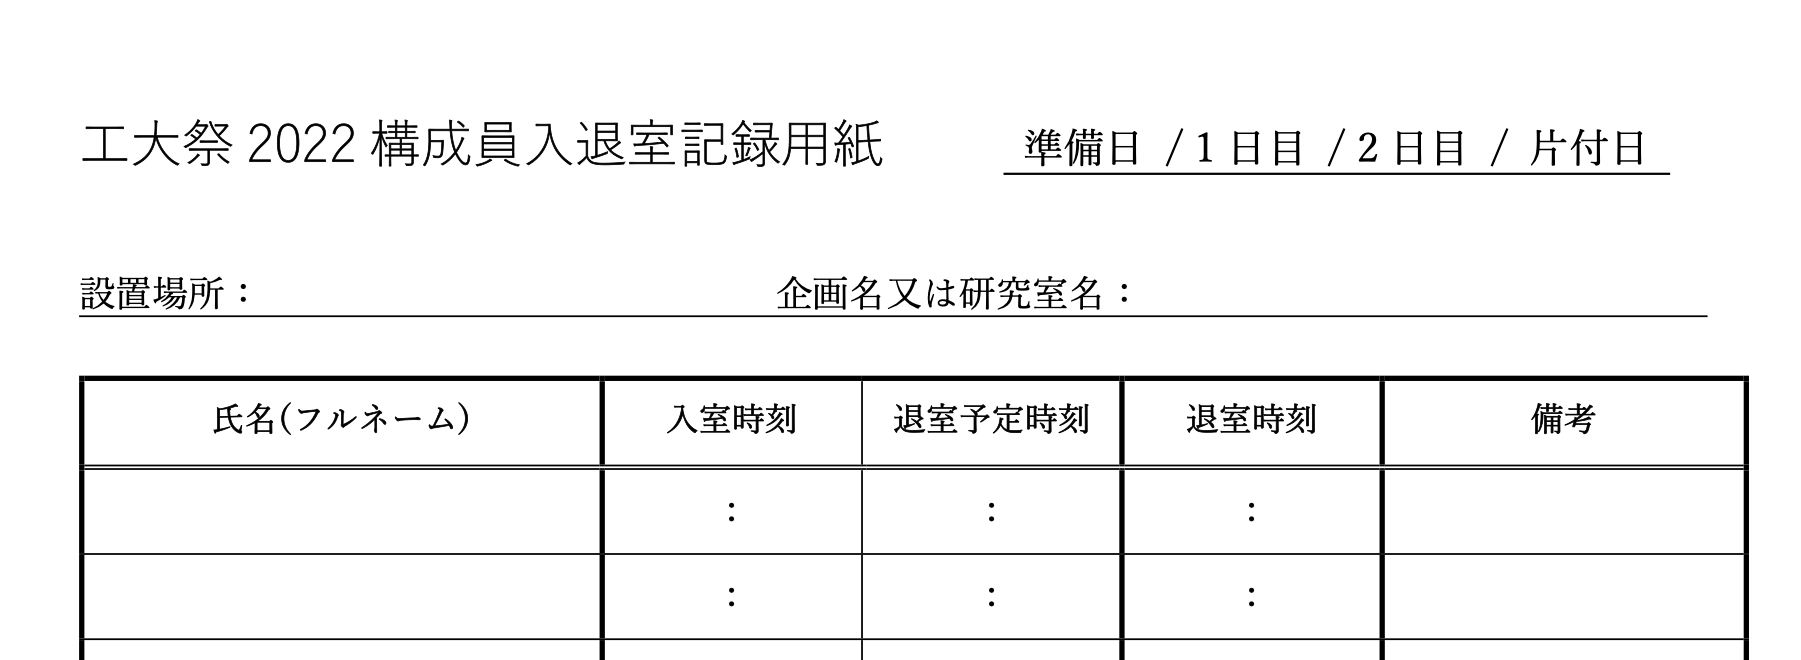 工大祭 2022 構成員入退室記録用紙 準備日 / 1 日目 / 2 日目 / 片付日
設置場所： 企画名又は研究室名：
氏名(フルネーム) 入室時刻 退室予定時刻 退室時刻 備考
： ： ：
： ： ：